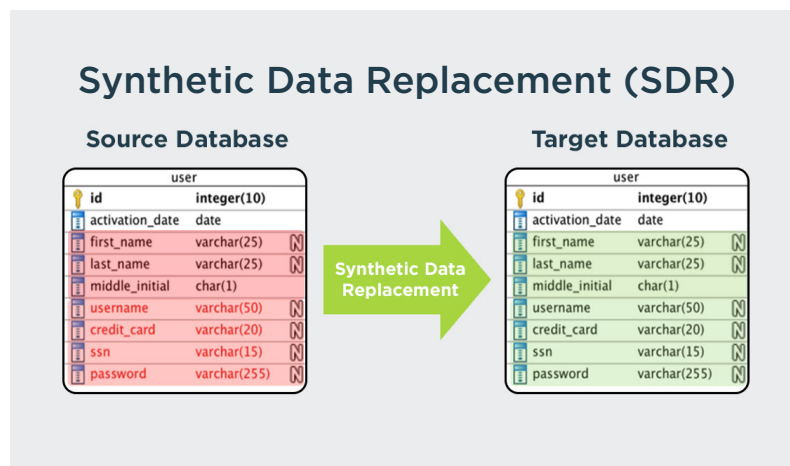 Synthetic Data Replacement (SDR)
Source Database
user
id integer(10)
activation_date date
first_name varchar(25) N
last_name varchar(25) N
middle_initial char(1)
username varchar(50) N
credit_card varchar(20) N
ssn varchar(15) N
password varchar(255) N
Synthetic Data
Replacement
Target Database
user
id integer(10)
activation_date date
first_name varchar(25) N
last_name varchar(25) N
middle_initial char(1)
username varchar(50) N
credit_card varchar(20) N
ssn varchar(15) N
password varchar(255) N